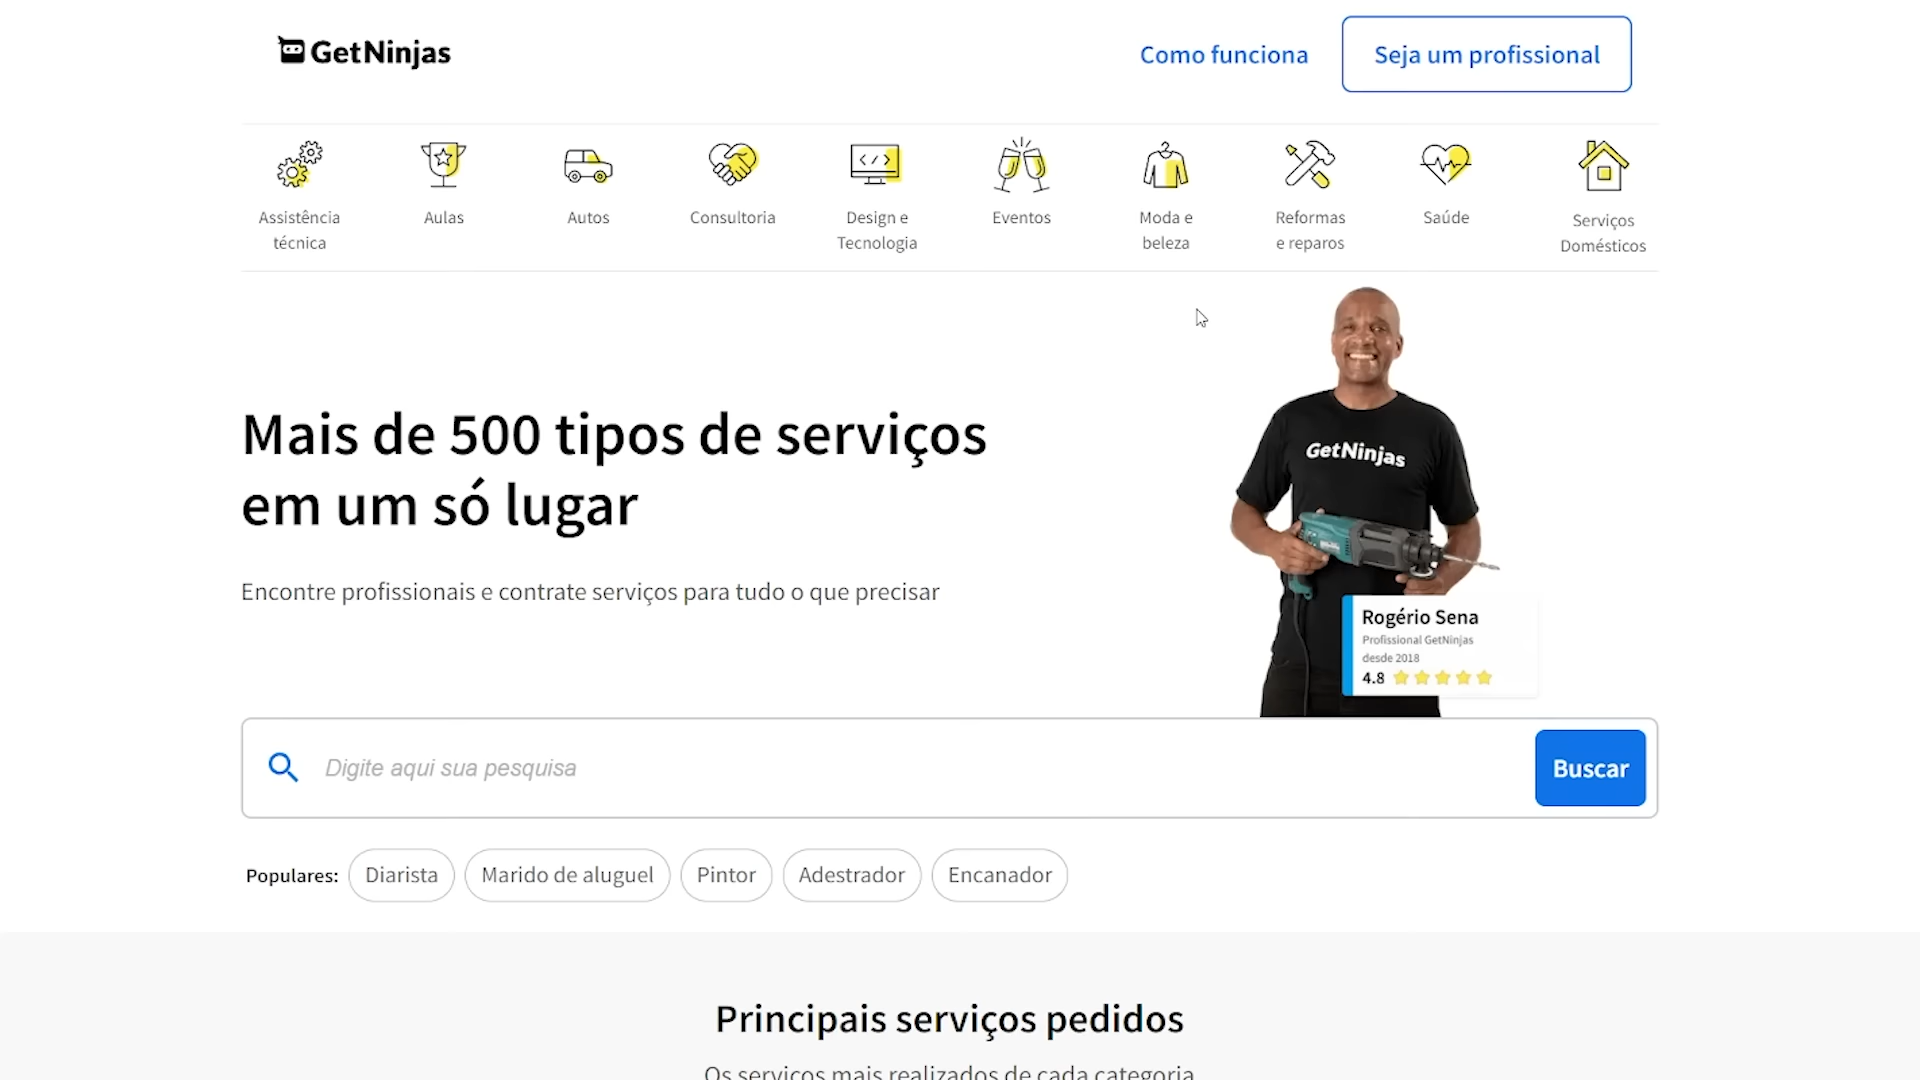 GetNinjas
Como funciona
Seja um profissional
Assistência
técnica
Aulas
Autos
Consultoria
Design e
Tecnologia
Eventos
Moda e
beleza
Reformas
e reparos
Saúde
Serviços
Domésticos
Mais de 500 tipos de serviços
em um só lugar
Encontre profissionais e contrate serviços para tudo o que precisar
GetNinjas
Rogério Sena
Profissional GetNinjas
desde 2018
4.8
Digite aqui sua pesquisa
Buscar
Populares:
Diarista
Marido de aluguel
Pintor
Adestrador
Encanador
Principais serviços pedidos
Os serviços mais realizados de cada categoria